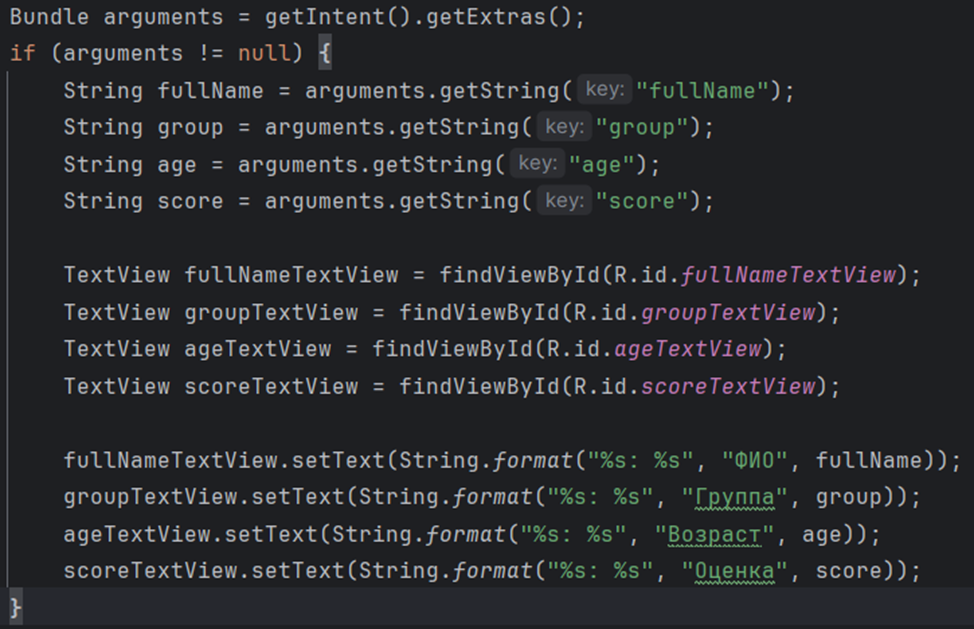 Bundle arguments = getIntent().getExtras();
if (arguments != null) {
    String fullName = arguments.getString( key: "fullName");
    String group = arguments.getString( key: "group");
    String age = arguments.getString( key: "age");
    String score = arguments.getString( key: "score");

    TextView fullNameTextView = findViewById(R.id.fullNameTextView);
    TextView groupTextView = findViewById(R.id.groupTextView);
    TextView ageTextView = findViewById(R.id.ageTextView);
    TextView scoreTextView = findViewById(R.id.scoreTextView);

    fullNameTextView.setText(String.format("%s: %s", "ФИО", fullName));
    groupTextView.setText(String.format("%s: %s", "Группа", group));
    ageTextView.setText(String.format("%s: %s", "Возраст", age));
    scoreTextView.setText(String.format("%s: %s", "Оценка", score));
}